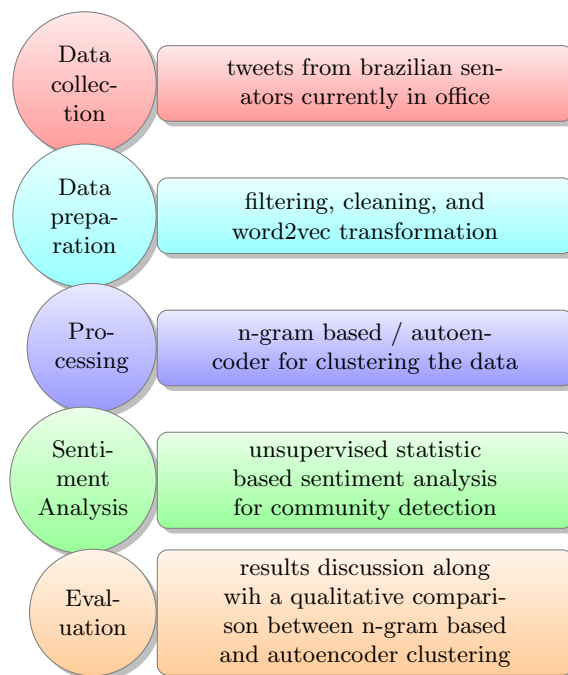 Data
collec-
tion
tweets from brazilian sen-
ators currently in office
Data
prepa-
ration
filtering, cleaning, and
word2vec transformation
Pro-
cessing
n-gram based / autoen-
coder for clustering the data
Senti-
ment
Analysis
unsupervised statistic
based sentiment analysis
for community detection
Eval-
uation
results discussion along
wih a qualitative compari-
son between n-gram based
and autoencoder clustering